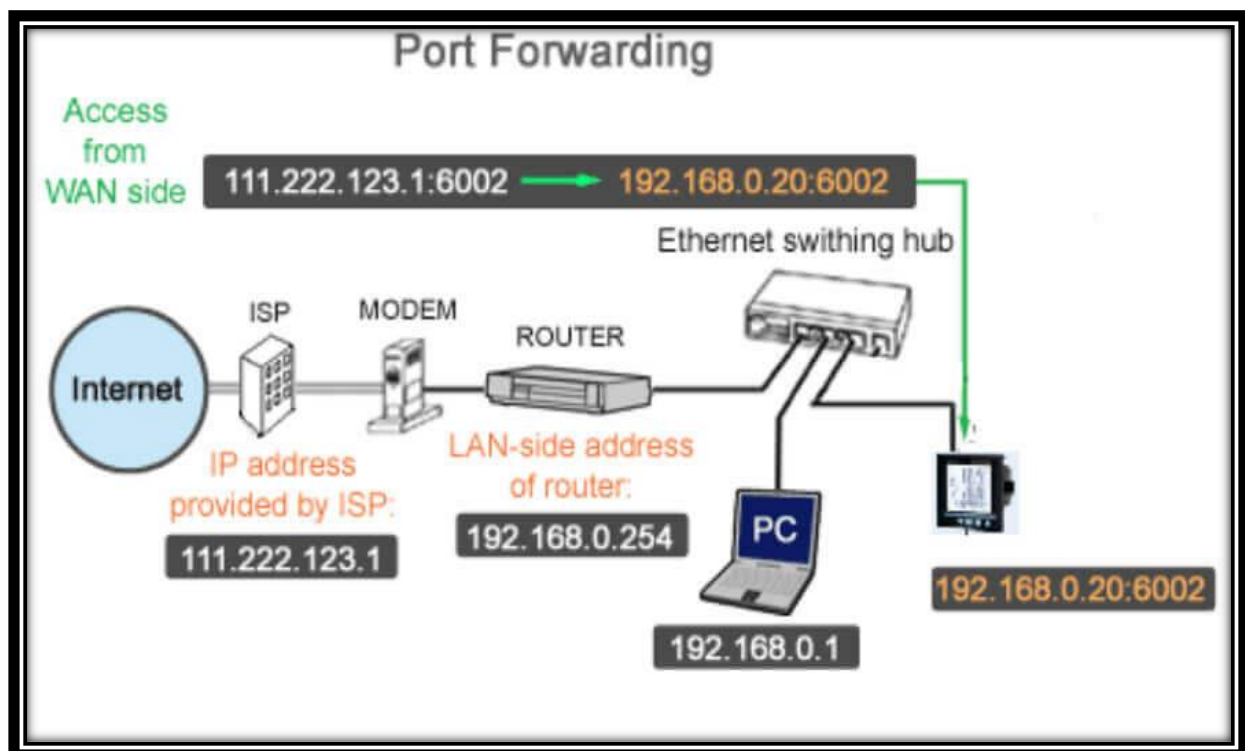 Port Forwarding
Access
from
WAN side
111.222.123.1:6002
192.168.0.20:6002
Ethernet swithing hub
ISP
MODEM
ROUTER
Internet
IP address
provided by ISP:
111.222.123.1
LAN-side address
of router:
192.168.0.254
PC
192.168.0.1
192.168.0.20:6002